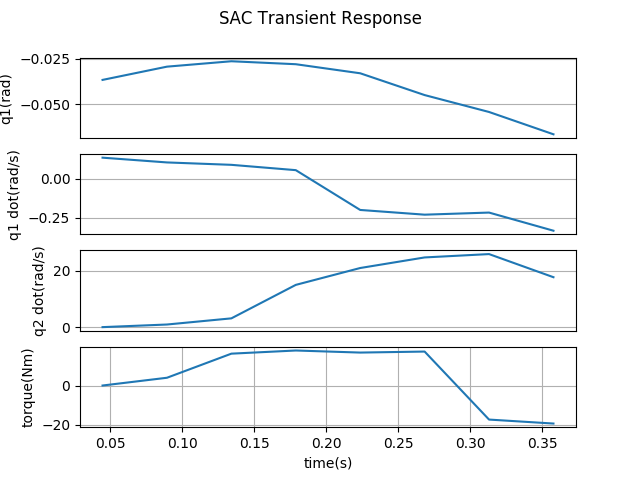 SAC Transient Response
−0.025
−0.050
q1(rad)
0.00
−0.25
q1 dot(rad/s)
20
0
q2 dot(rad/s)
0
−20
torque(Nm)
0.05 0.10 0.15 0.20 0.25 0.30 0.35
time(s)